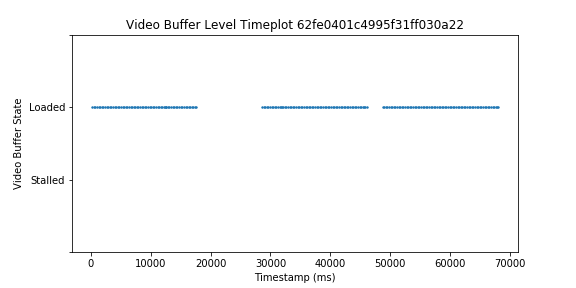 Video Buffer Level Timeplot 62fe0401c4995f31ff030a22
Video Buffer State
Loaded
Stalled
0 10000 20000 30000 40000 50000 60000 70000
Timestamp (ms)